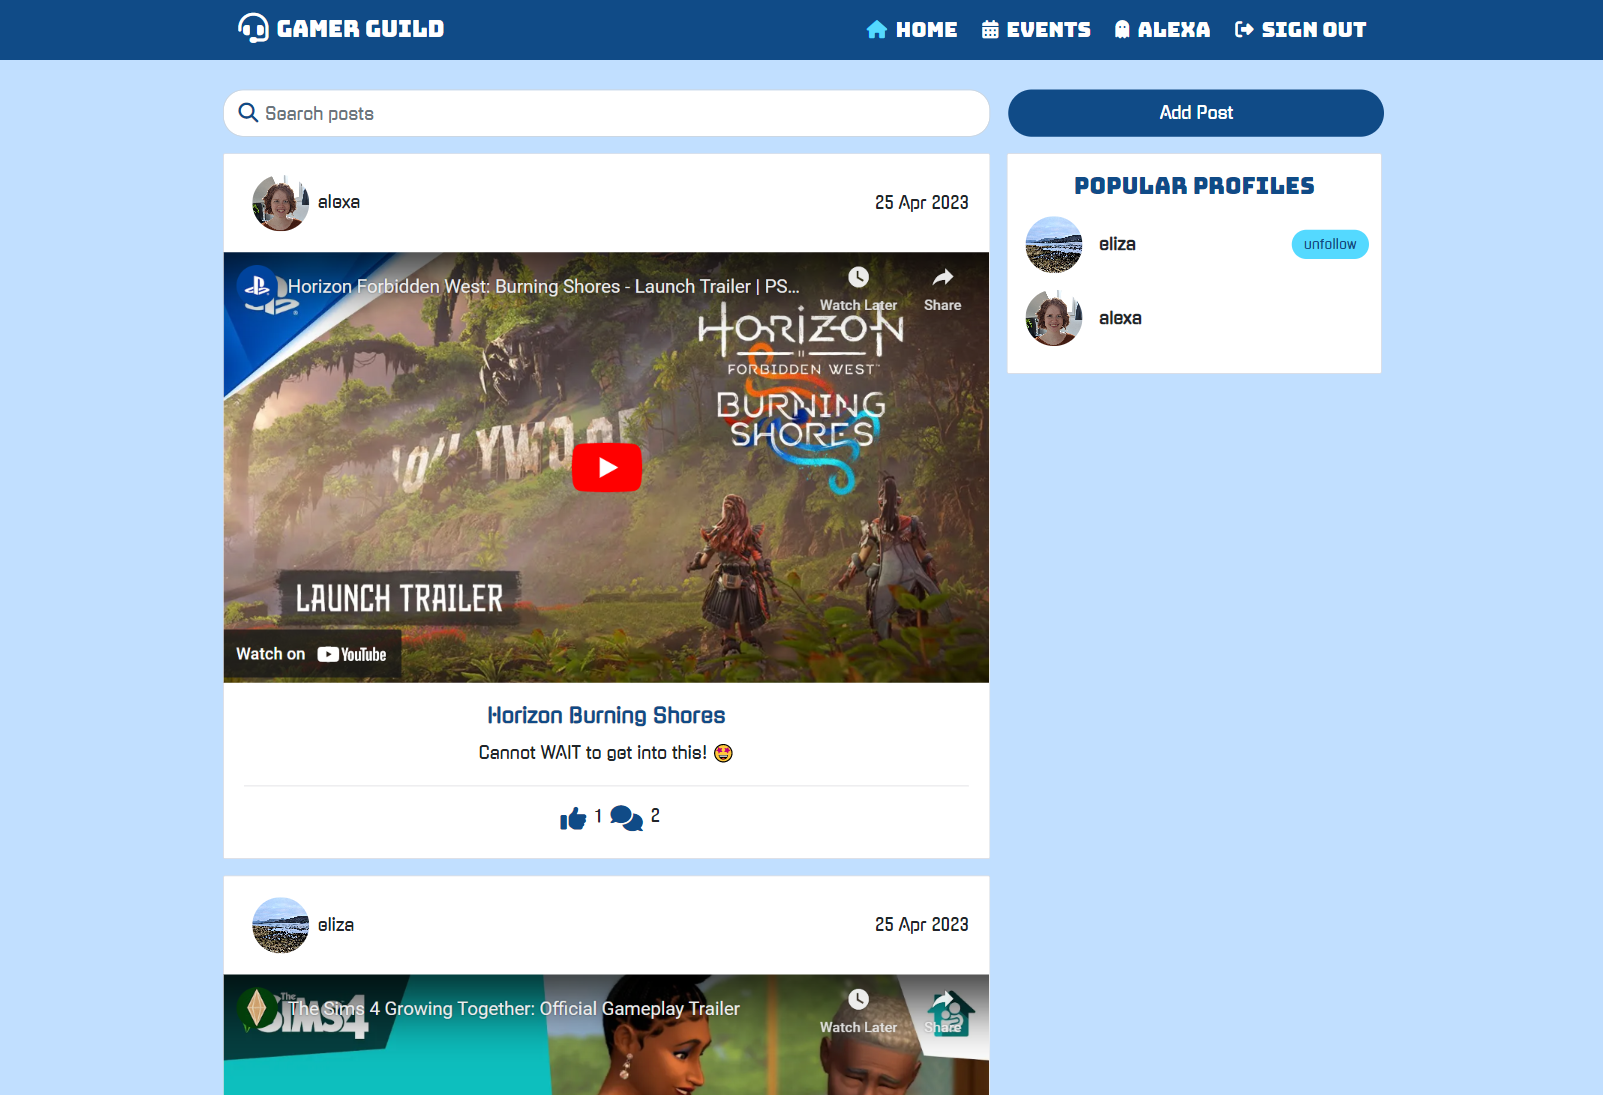 GAMER GUILD
HOME EVENTS ALEXA SIGN OUT
Search posts
Add Post
alexa
25 Apr 2023
POPULAR PROFILES
eliza
unfollow
alexa
Horizon Forbidden West: Burning Shores - Launch Trailer | PS...
Watch Later
Share
HORIZON
FORBIDDEN WEST
BURNING
SHORES
LAUNCH TRAILER
Watch on YouTube
Horizon Burning Shores
Cannot WAIT to get into this! 🤩
1 2
eliza
25 Apr 2023
The Sims 4 Growing Together: Official Gameplay Trailer
Watch Later
Share
The
SIMS 4